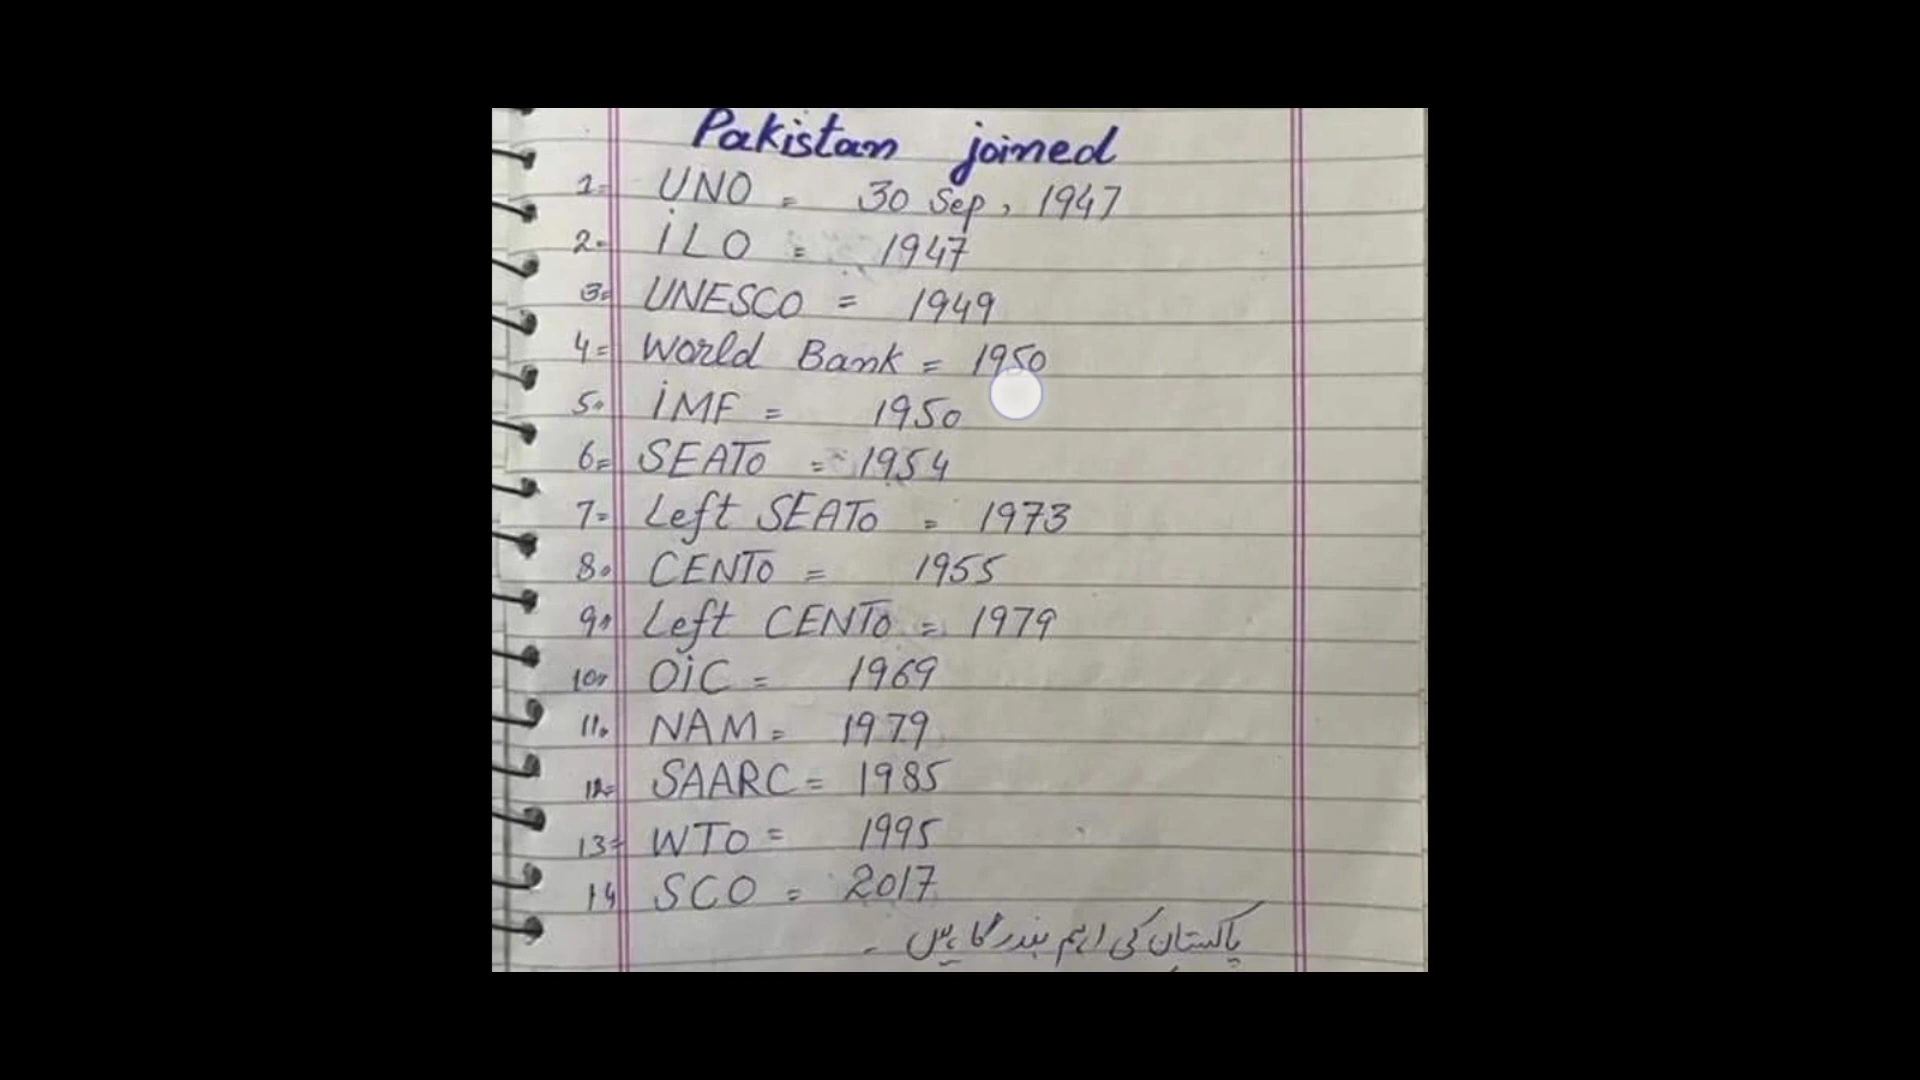 Pakistan joined
1= UNO = 30 Sep, 1947
2= iLO = 1947
3= UNESCO = 1949
4= World Bank = 1950
5= iMF = 1950
6= SEATo = 1954
7= Left SEATo = 1973
8= CENTo = 1955
9= Left CENTo = 1979
10= OiC = 1969
11= NAM = 1979
12= SAARC = 1985
13= WTo = 1995
14 SCO = 2017
پاکستان کی اہم بندرگاہیں -